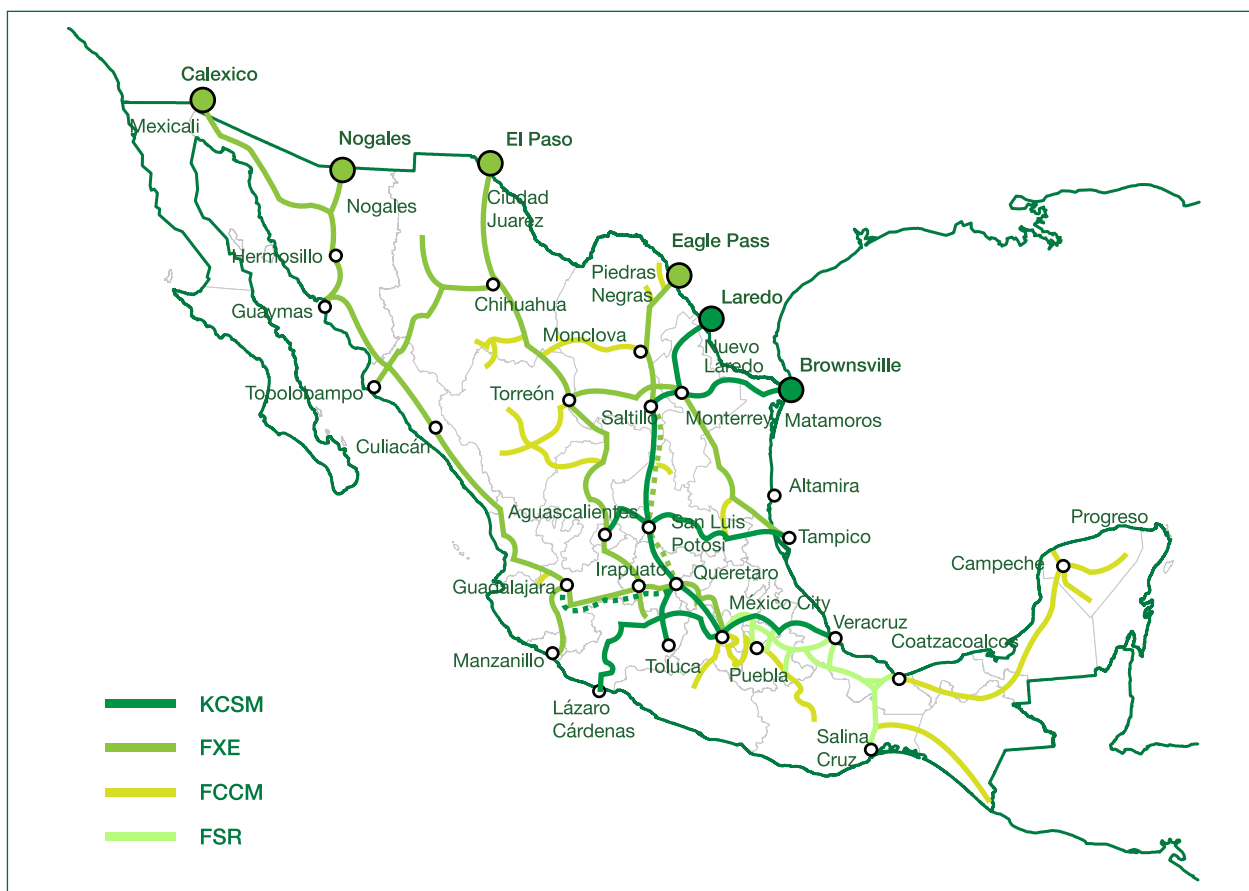 Calexico
Mexicali
Nogales
El Paso
Nogales
Ciudad
Juarez
Eagle Pass
Hermosillo
Piedras
Negras
Laredo
Guaymas
Chihuahua
Monclova
Nuevo
Laredo
Brownsville
Topolobampo
Torreón
Saltillo
Monterrey
Matamoros
Culiacán
Altamira
Aguascalientes
San Luis
Potosí
Tampico
Progreso
Campeche
Guadalajara
Irapuato
Queretaro
México City
Veracruz
Coatzacoalcos
Manzanillo
Toluca
Puebla
Lázaro
Cárdenas
Salina
Cruz
KCSM
FXE
FCCM
FSR